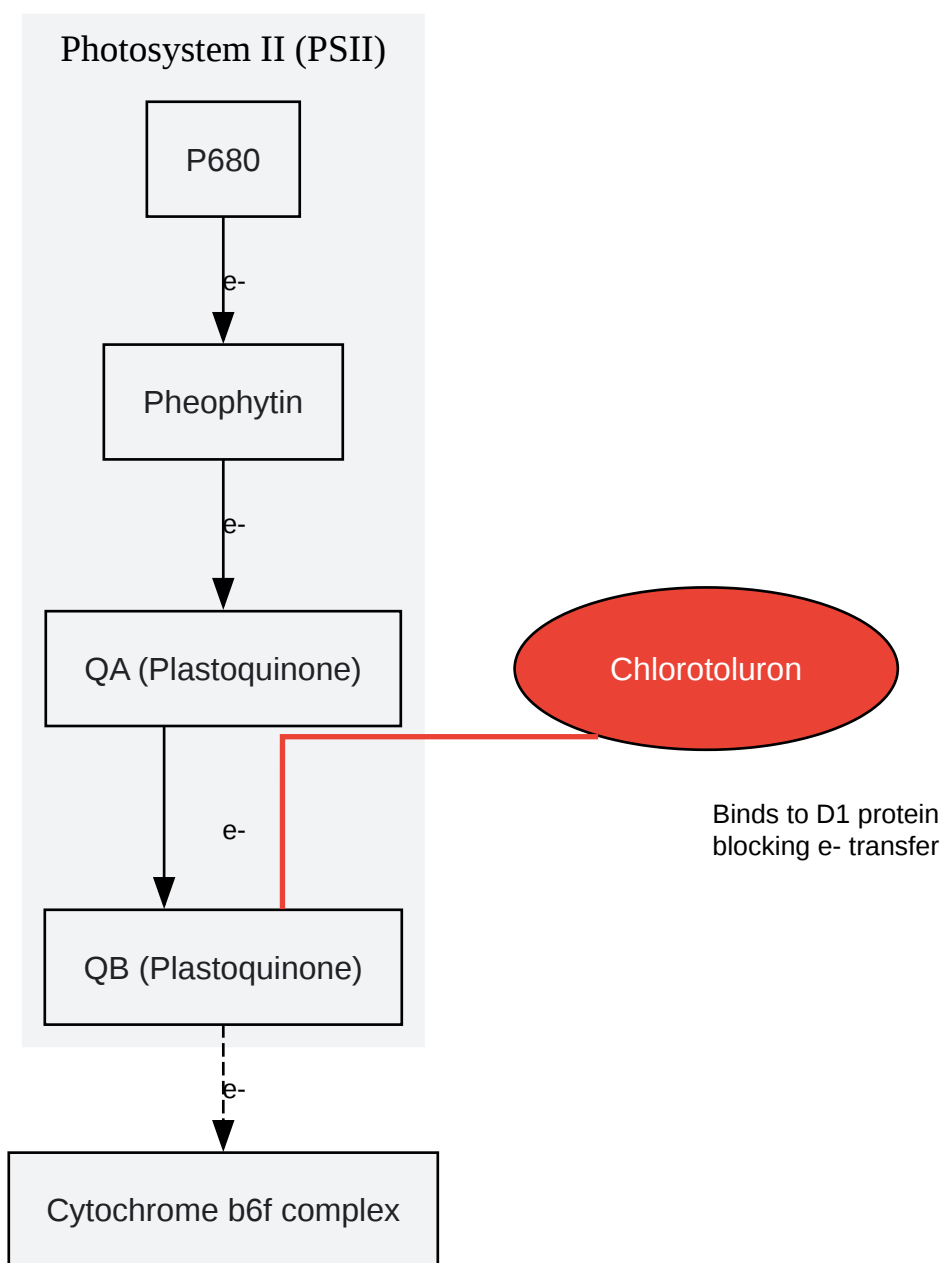 Photosystem II (PSII)
P680
e-
Pheophytin
e-
QA (Plastoquinone)
Chlorotoluron
Binds to D1 protein
blocking e- transfer
e-
QB (Plastoquinone)
e-
Cytochrome b6f complex